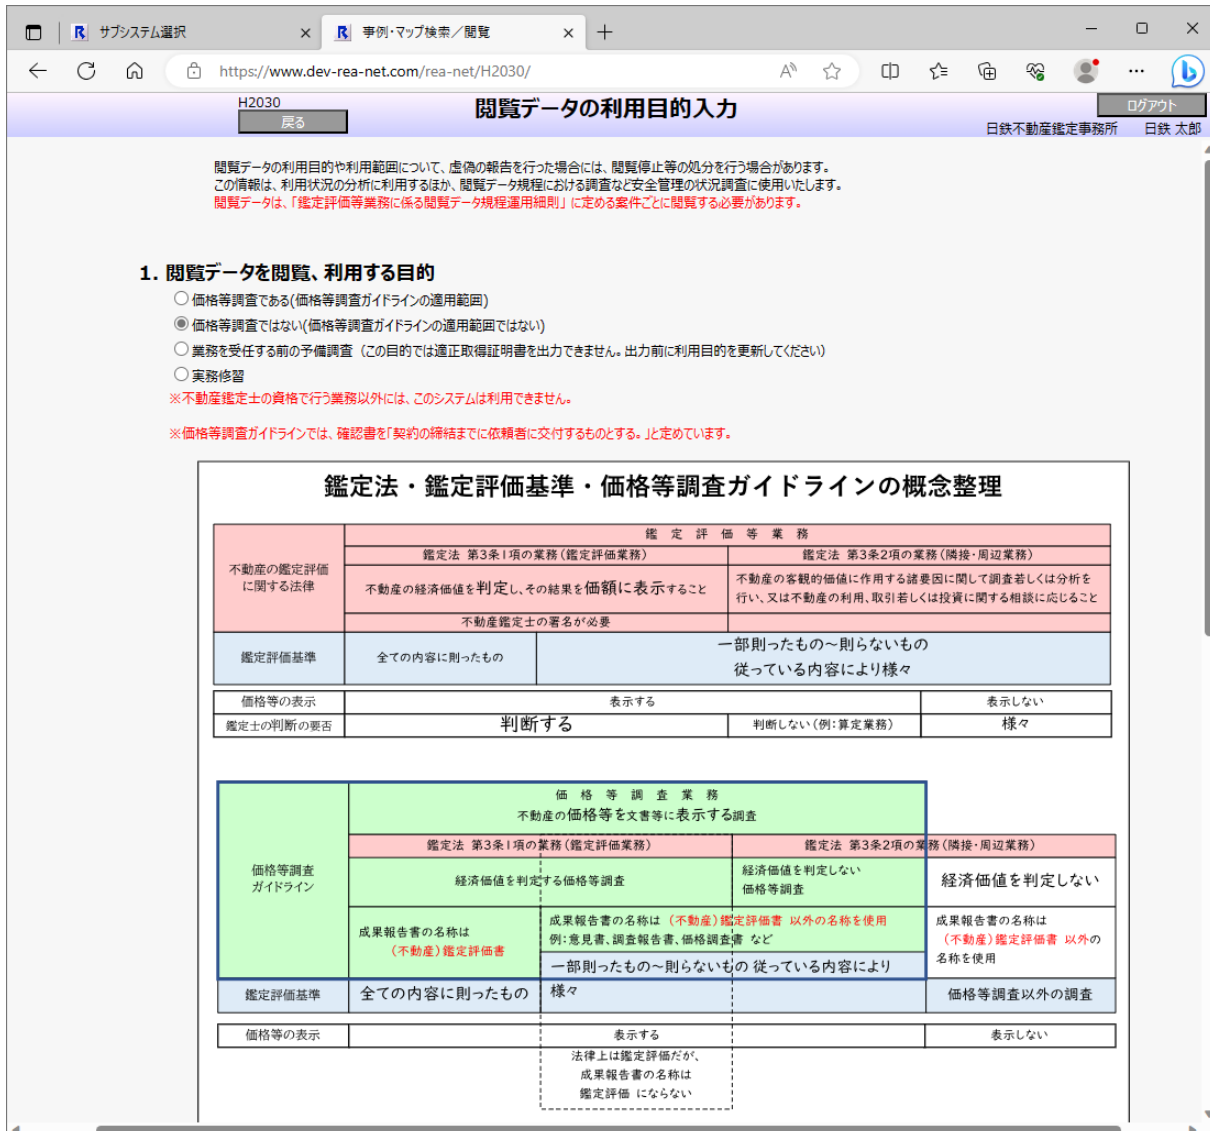 サブシステム選択
事例・マップ検索／閲覧
https://www.dev-rea-net.com/rea-net/H2030/
H2030
戻る
閲覧データの利用目的入力
ログアウト
日鉄不動産鑑定事務所 日鉄 太郎
閲覧データの利用目的や利用範囲について、虚偽の報告を行った場合には、閲覧停止等の処分を行う場合があります。
この情報は、利用状況の分析に利用するほか、閲覧データ規程における調査など安全管理の状況調査に使用いたします。
閲覧データは、「鑑定評価等業務に係る閲覧データ規程運用細則」に定める案件ごとに閲覧する必要があります。
1. 閲覧データを閲覧、利用する目的
価格等調査である(価格等調査ガイドラインの適用範囲)
価格等調査ではない(価格等調査ガイドラインの適用範囲ではない)
業務を受任する前の予備調査（この目的では適正取得証明書を出力できません。出力前に利用目的を更新してください）
実務修習
※不動産鑑定士の資格で行う業務以外には、このシステムは利用できません。
※価格等調査ガイドラインでは、確認書を「契約の締結までに依頼者に交付するものとする。」と定めています。
鑑定法・鑑定評価基準・価格等調査ガイドラインの概念整理
不動産の鑑定評価
に関する法律
鑑定評価等業務
鑑定法 第3条1項の業務(鑑定評価業務)
鑑定法 第3条2項の業務(隣接・周辺業務)
不動産の経済価値を判定し、その結果を価額に表示すること
不動産の客観的価値に作用する諸要因に関して調査若しくは分析を
行い、又は不動産の利用、取引若しくは投資に関する相談に応じること
不動産鑑定士の署名が必要
鑑定評価基準
全ての内容に則ったもの
一部則ったもの～則らないもの
従っている内容により様々
価格等の表示
表示する
表示しない
鑑定士の判断の要否
判断する
判断しない(例:算定業務)
様々
価格等調査
ガイドライン
価格等調査業務
不動産の価格等を文書等に表示する調査
鑑定法 第3条1項の業務(鑑定評価業務)
鑑定法 第3条2項の業務(隣接・周辺業務)
経済価値を判定する価格等調査
経済価値を判定しない
価格等調査
経済価値を判定しない
成果報告書の名称は
(不動産)鑑定評価書
成果報告書の名称は (不動産)鑑定評価書 以外の名称を使用
例:意見書、調査報告書、価格調査書 など
成果報告書の名称は
(不動産)鑑定評価書 以外の
名称を使用
一部則ったもの～則らないもの 従っている内容により
様々
鑑定評価基準
全ての内容に則ったもの
価格等調査以外の調査
価格等の表示
表示する
表示しない
法律上は鑑定評価だが、
成果報告書の名称は
鑑定評価 にならない